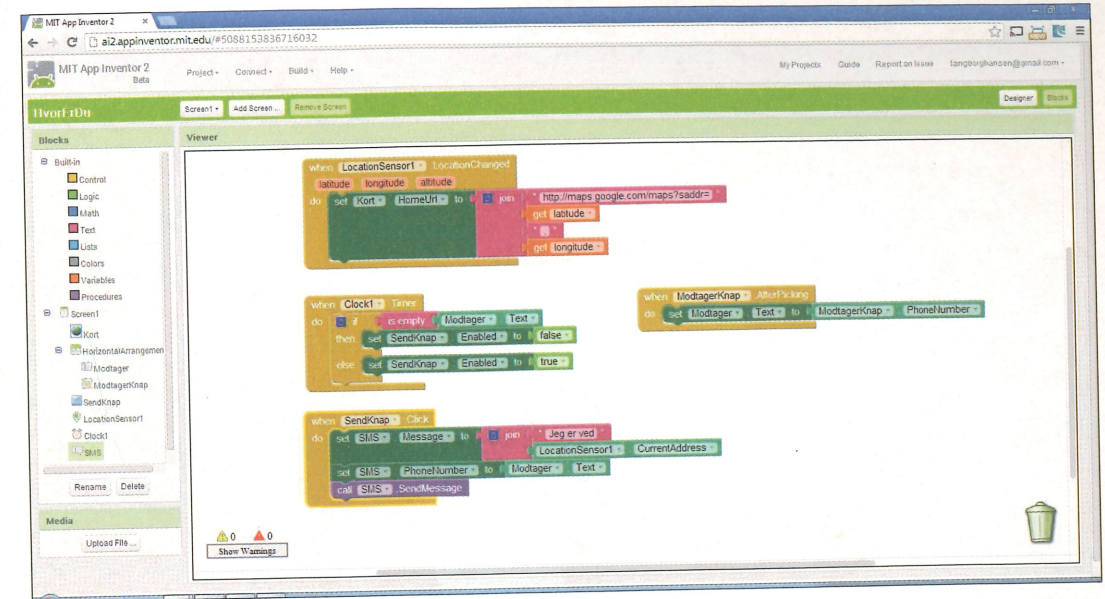 MIT App Inventor 2
ai2.appinventor.mit.edu/#5088153836716032
MIT App Inventor 2
Beta
Project Connect Build Help
My Projects Guide Report an Issue
HvorErDu
Screen1 Add Screen ... Remove Screen
Designer Blocks
Blocks
Viewer
Built-in
Control
Logic
Math
Text
Lists
Colors
Variables
Procedures
Screen1
Kort
HorizontalArrangemen
Modtager
ModtagerKnap
SendKnap
LocationSensor1
Clock1
SMS
Rename Delete
Media
Upload File ...
when LocationSensor1 .LocationChanged
latitude longitude altitude
do set Kort . HomeUrl to join " http://maps.google.com/maps?saddr= "
get latitude
" , "
get longitude
when Clock1 .Timer
do if is empty Modtager . Text
then set SendKnap . Enabled to false
else set SendKnap . Enabled to true
when ModtagerKnap .AfterPicking
do set Modtager . Text to ModtagerKnap . PhoneNumber
when SendKnap .Click
do set SMS . Message to join " Jeg er ved "
LocationSensor1 . CurrentAddress
set SMS . PhoneNumber to Modtager . Text
call SMS .SendMessage
0 0
Show Warnings